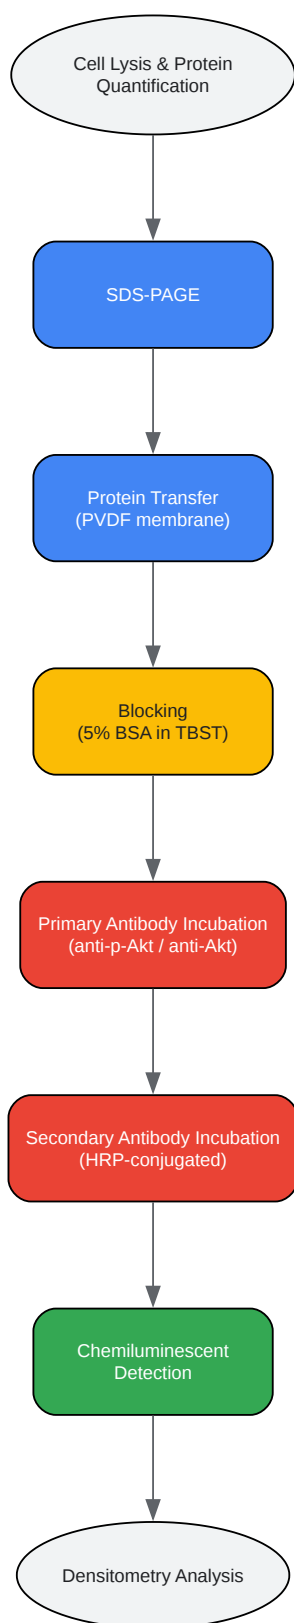 Cell Lysis & Protein
Quantification
SDS-PAGE
Protein Transfer
(PVDF membrane)
Blocking
(5% BSA in TBST)
Primary Antibody Incubation
(anti-p-Akt / anti-Akt)
Secondary Antibody Incubation
(HRP-conjugated)
Chemiluminescent
Detection
Densitometry Analysis